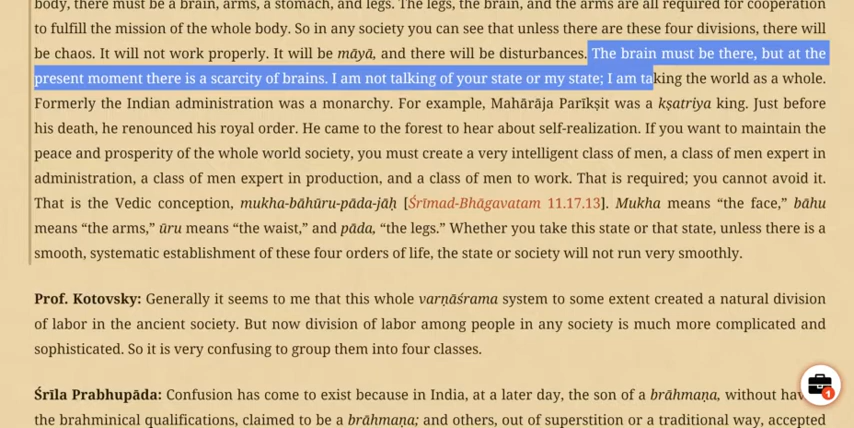 body, there must be a brain, arms, a stomach, and legs. The legs, the brain, and the arms are all required for cooperation
to fulfill the mission of the whole body. So in any society you can see that unless there are these four divisions, there will
be chaos. It will not work properly. It will be māyā, and there will be disturbances. The brain must be there, but at the
present moment there is a scarcity of brains. I am not talking of your state or my state; I am taking the world as a whole.
Formerly the Indian administration was a monarchy. For example, Mahārāja Parīkṣit was a kṣatriya king. Just before
his death, he renounced his royal order. He came to the forest to hear about self-realization. If you want to maintain the
peace and prosperity of the whole world society, you must create a very intelligent class of men, a class of men expert in
administration, a class of men expert in production, and a class of men to work. That is required; you cannot avoid it.
That is the Vedic conception, mukha-bāhūru-pāda-jāḥ [Śrīmad-Bhāgavatam 11.17.13]. Mukha means “the face,” bāhu
means “the arms,” ūru means “the waist,” and pāda, “the legs.” Whether you take this state or that state, unless there is a
smooth, systematic establishment of these four orders of life, the state or society will not run very smoothly.
Prof. Kotovsky: Generally it seems to me that this whole varṇāśrama system to some extent created a natural division
of labor in the ancient society. But now division of labor among people in any society is much more complicated and
sophisticated. So it is very confusing to group them into four classes.
Śrīla Prabhupāda: Confusion has come to exist because in India, at a later day, the son of a brāhmaṇa, without
the brahminical qualifications, claimed to be a brāhmaṇa; and others, out of superstition or a traditional way, accepted
1